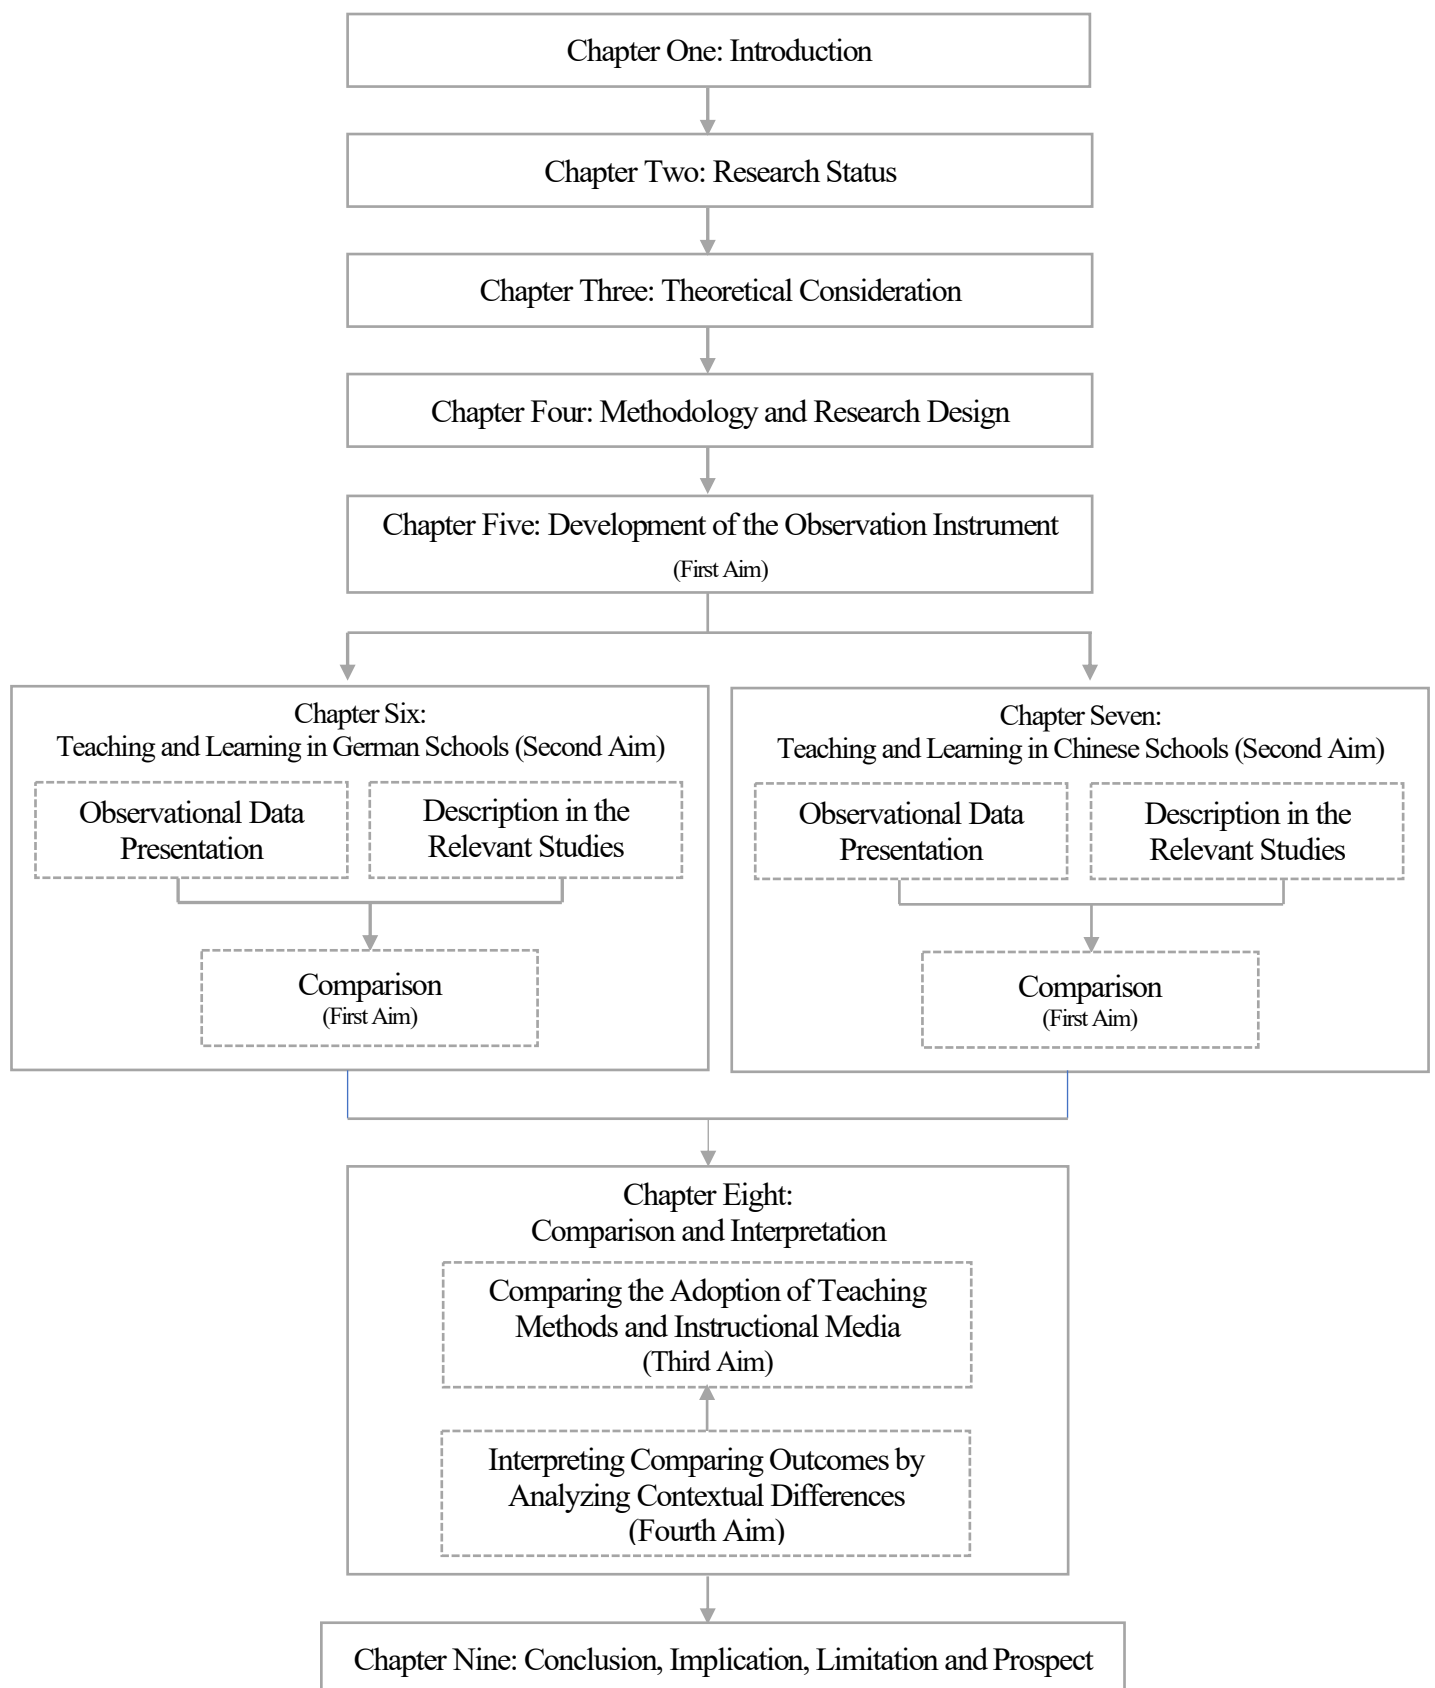 Chapter One: Introduction
Chapter Two: Research Status
Chapter Three: Theoretical Consideration
Chapter Four: Methodology and Research Design
Chapter Five: Development of the Observation Instrument
(First Aim)
Chapter Six:
Teaching and Learning in German Schools (Second Aim)
Observational Data
Presentation
Description in the
Relevant Studies
Comparison
(First Aim)
Chapter Seven:
Teaching and Learning in Chinese Schools (Second Aim)
Observational Data
Presentation
Description in the
Relevant Studies
Comparison
(First Aim)
Chapter Eight:
Comparison and Interpretation
Comparing the Adoption of Teaching
Methods and Instructional Media
(Third Aim)
Interpreting Comparing Outcomes by
Analyzing Contextual Differences
(Fourth Aim)
Chapter Nine: Conclusion, Implication, Limitation and Prospect